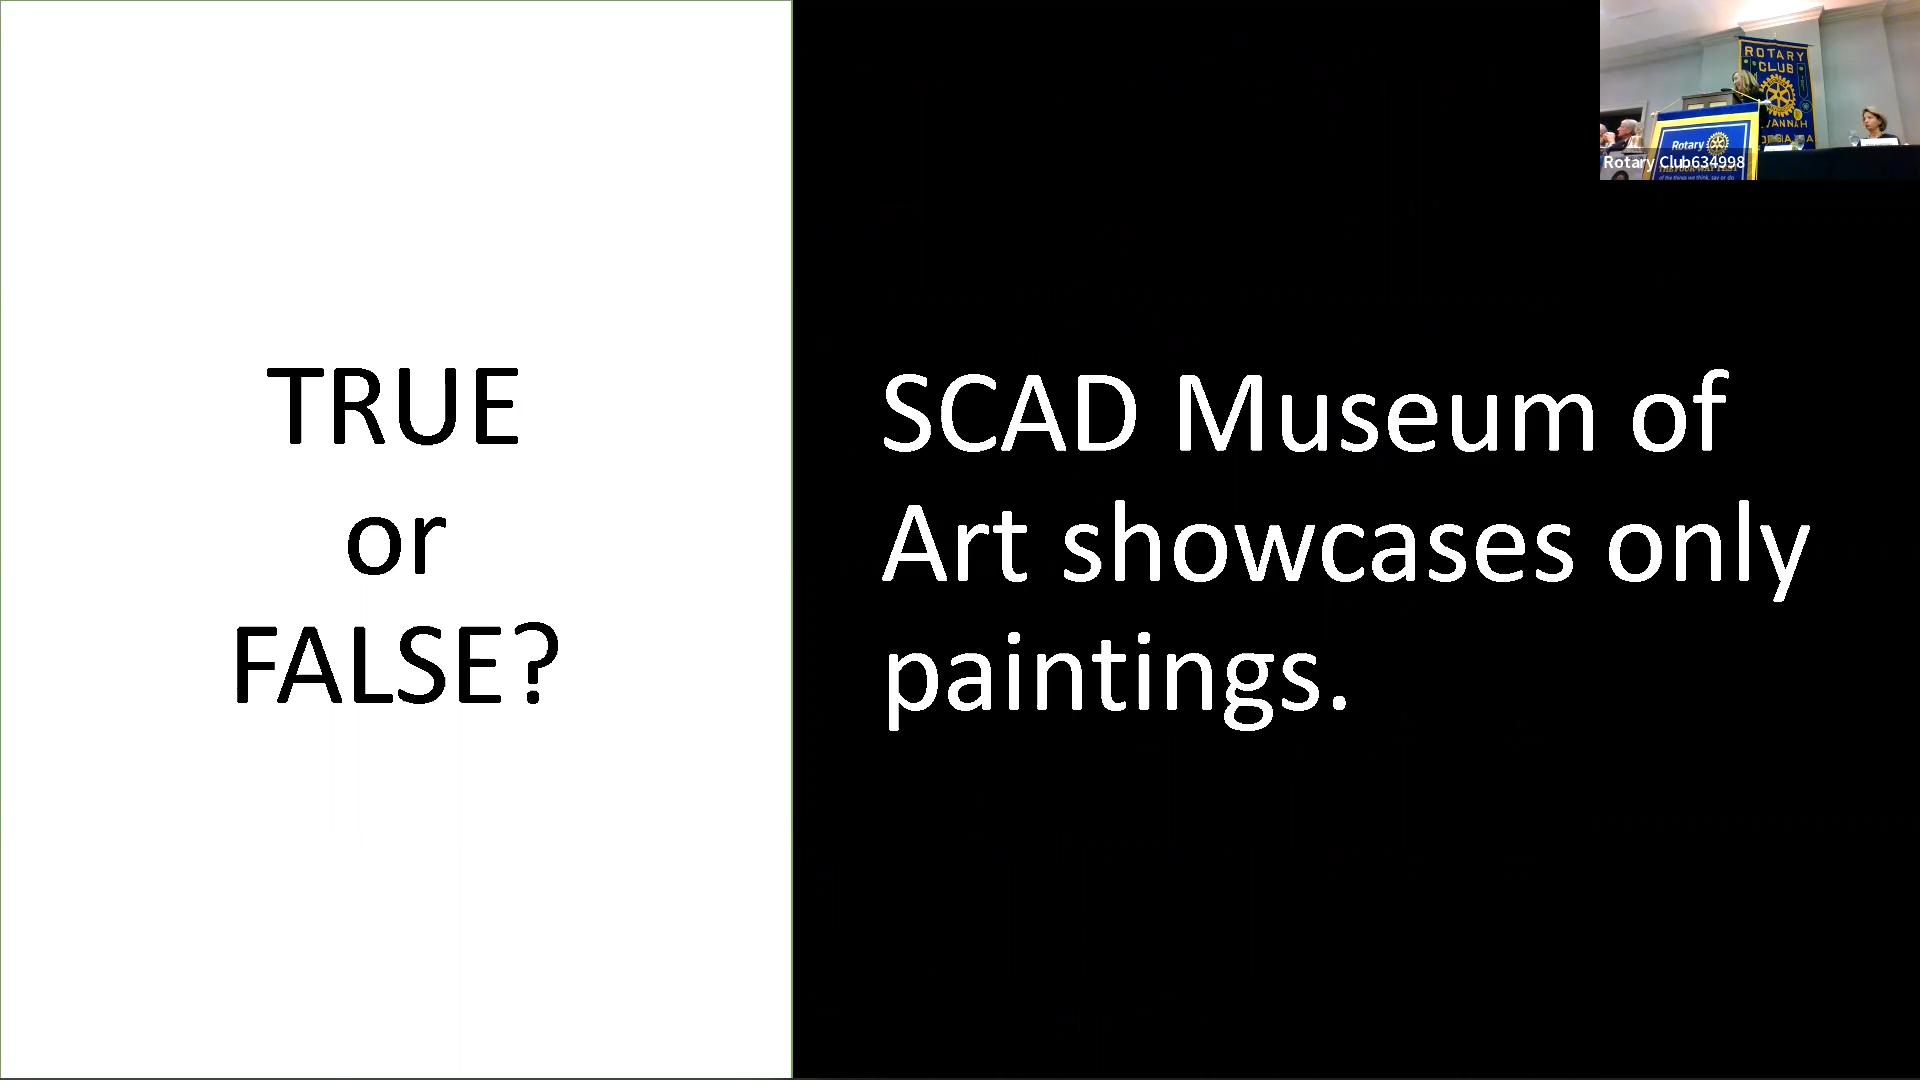 TRUE
or
FALSE?
SCAD Museum of
Art showcases only
paintings.
ROTARY
CLUB
Rotary
Rotary Club634998